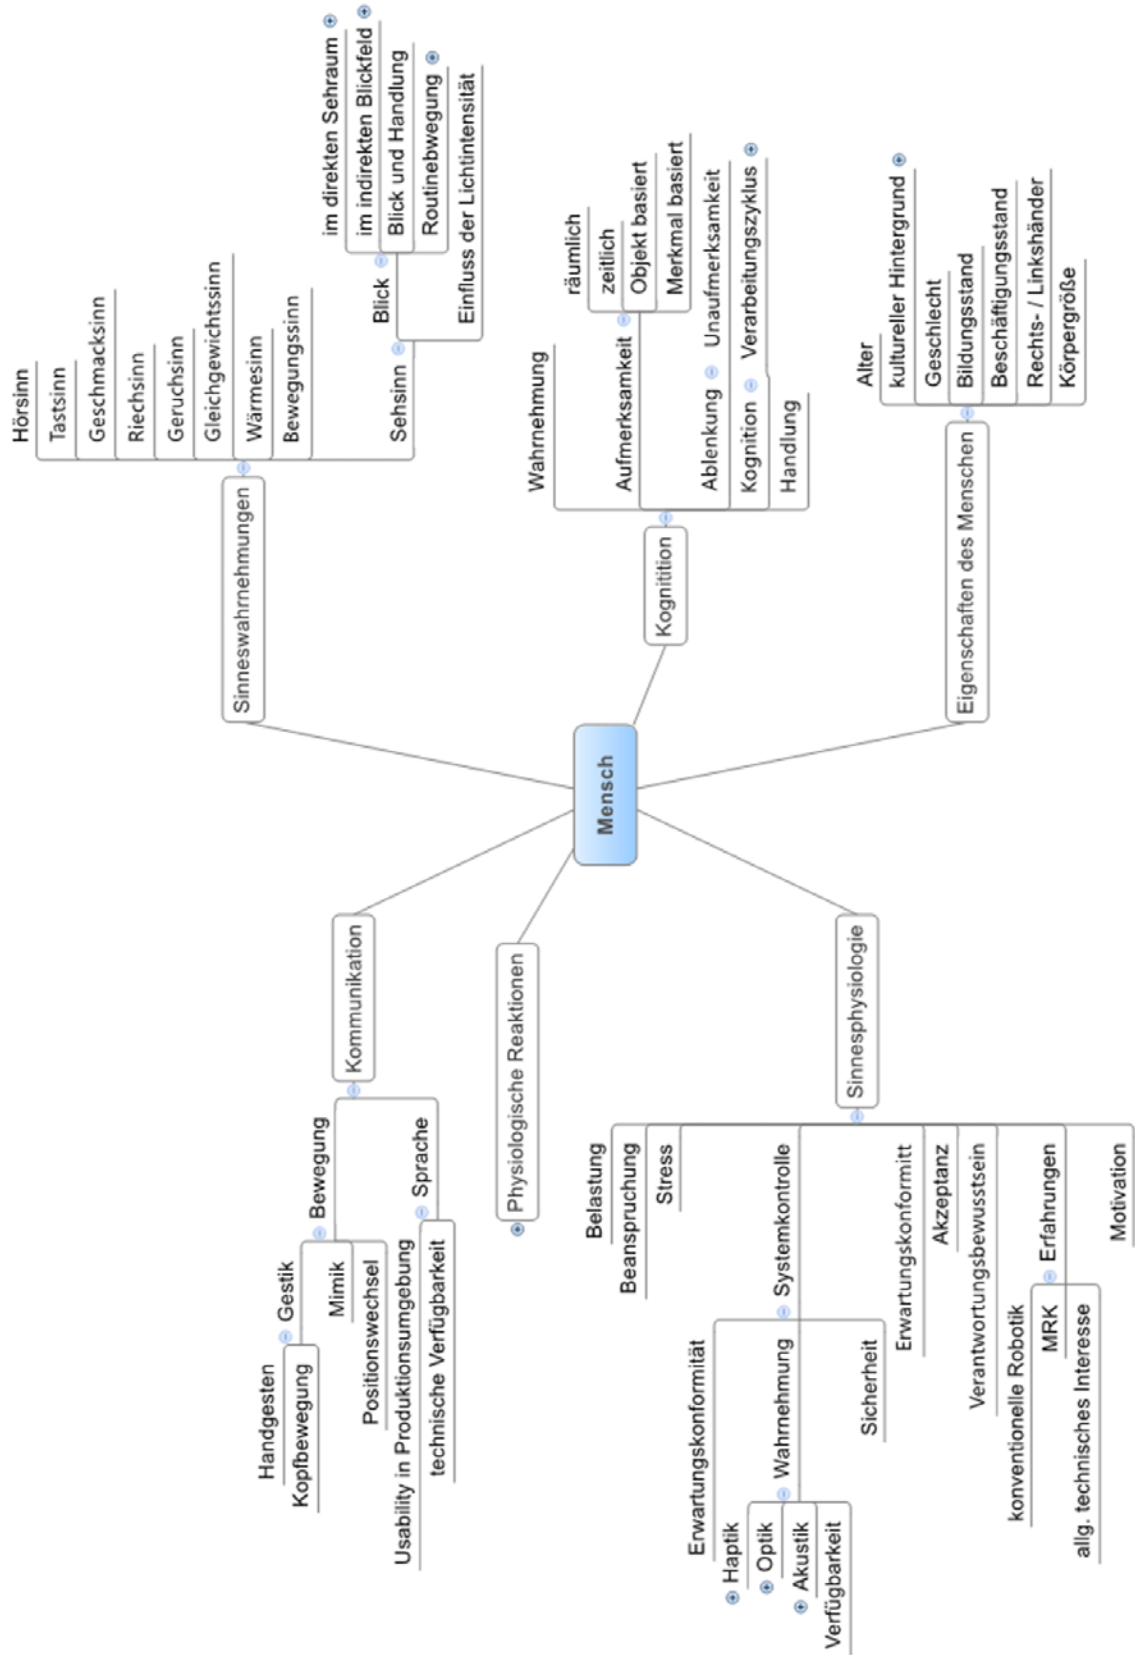 Mensch
Sinneswahrnehmungen
Hörsinn
Tastsinn
Geschmacksinn
Riechsinn
Geruchsinn
Gleichgewichtssinn
Wärmesinn
Bewegungssinn
Sehsinn
Blick
im direkten Sehraum
im indirekten Blickfeld
Blick und Handlung
Routinebwegung
Einfluss der Lichtintensität
Kognitition
Wahrnehmung
Aufmerksamkeit
räumlich
zeitlich
Objekt basiert
Merkmal basiert
Ablenkung
Unaufmerksamkeit
Kognition
Verarbeitungszyklus
Handlung
Eigenschaften des Menschen
Alter
kultureller Hintergrund
Geschlecht
Bildungsstand
Beschäftigungsstand
Rechts- / Linkshänder
Körpergröße
Kommunikation
Bewegung
Gestik
Handgesten
Kopfbewegung
Mimik
Positionswechsel
Sprache
Usability in Produktionsumgebung
technische Verfügbarkeit
Physiologische Reaktionen
Sinnesphysiologie
Belastung
Beanspruchung
Stress
Systemkontrolle
Erwartungskonformität
Wahrnehmung
Haptik
Optik
Akustik
Verfügbarkeit
Sicherheit
Erwartungskonformitt
Akzeptanz
Verantwortungsbewusstsein
Erfahrungen
konventionelle Robotik
MRK
allg. technisches Interesse
Motivation